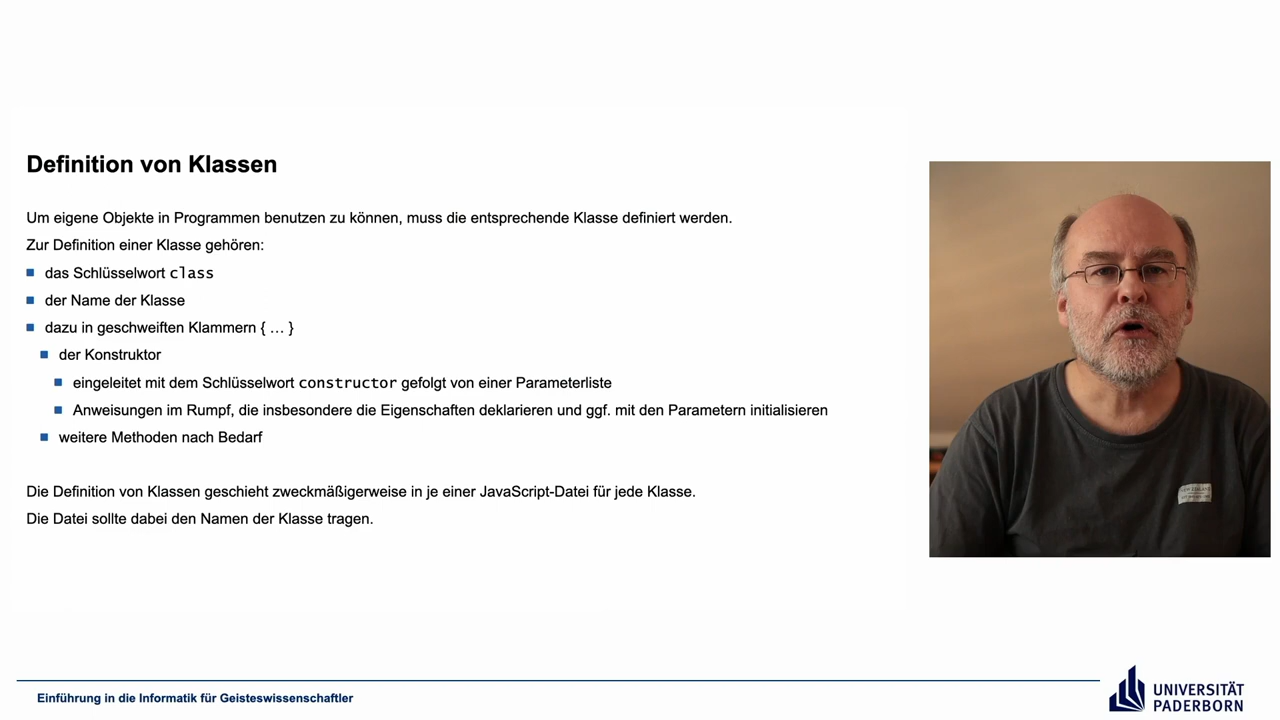 Definition von Klassen
Um eigene Objekte in Programmen benutzen zu können, muss die entsprechende Klasse definiert werden.
Zur Definition einer Klasse gehören:
das Schlüsselwort class
der Name der Klasse
dazu in geschweiften Klammern { … }
der Konstruktor
eingeleitet mit dem Schlüsselwort constructor gefolgt von einer Parameterliste
Anweisungen im Rumpf, die insbesondere die Eigenschaften deklarieren und ggf. mit den Parametern initialisieren
weitere Methoden nach Bedarf
Die Definition von Klassen geschieht zweckmäßigerweise in je einer JavaScript-Datei für jede Klasse.
Die Datei sollte dabei den Namen der Klasse tragen.
Einführung in die Informatik für Geisteswissenschaftler
UNIVERSITÄT
PADERBORN